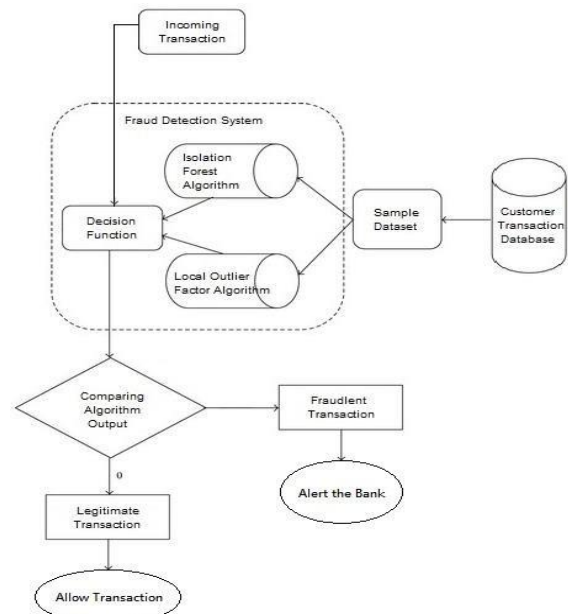 Incoming
Transaction
Fraud Detection System
Isolation
Forest
Algorithm
Decision
Function
Sample
Dataset
Customer
Transaction
Database
Local Outlier
Factor Algorithm
Comparing
Algorithm
Output
Fraudlent
Transaction
0
Alert the Bank
Legitimate
Transaction
Allow Transaction